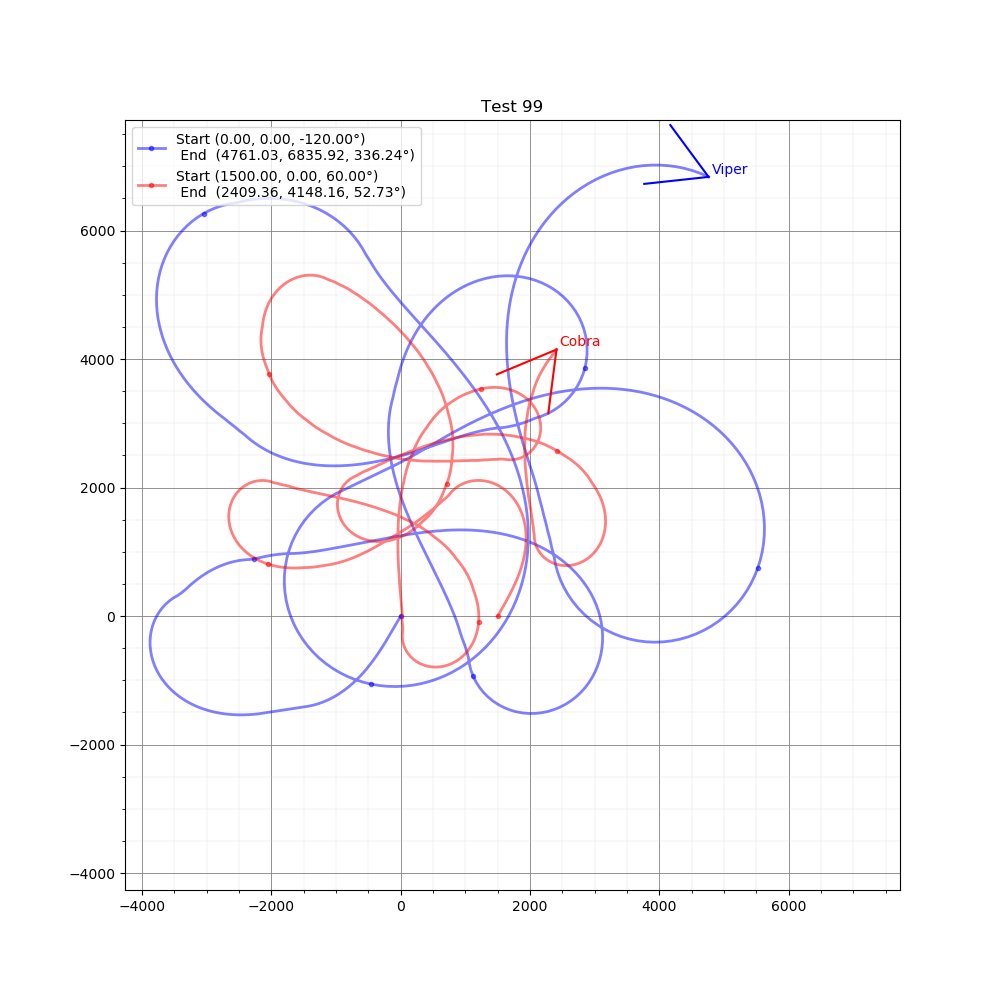 Test 99
Start (0.00, 0.00, -120.00°)
End (4761.03, 6835.92, 336.24°)
Start (1500.00, 0.00, 60.00°)
End (2409.36, 4148.16, 52.73°)
Viper
Cobra
6000
4000
2000
0
−2000
−4000
−4000
−2000
0
2000
4000
6000